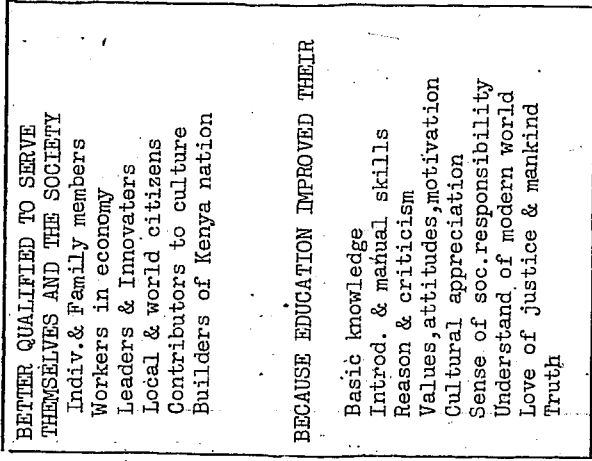 BETTER QUALIFIED TO SERVE
THEMSELVES AND THE SOCIETY
Indiv.& Family members
Workers in economy
Leaders & Innovaters
Local & world citizens
Contributors to culture
Builders of Kenya nation
BECAUSE EDUCATION IMPROVED THEIR
Basic knowledge
Introd. & manual skills
Reason & criticism
Values,attitudes,motivation
Cultural appreciation
Sense of soc.responsibility
Understand of modern world
Love of justice & mankind
Truth